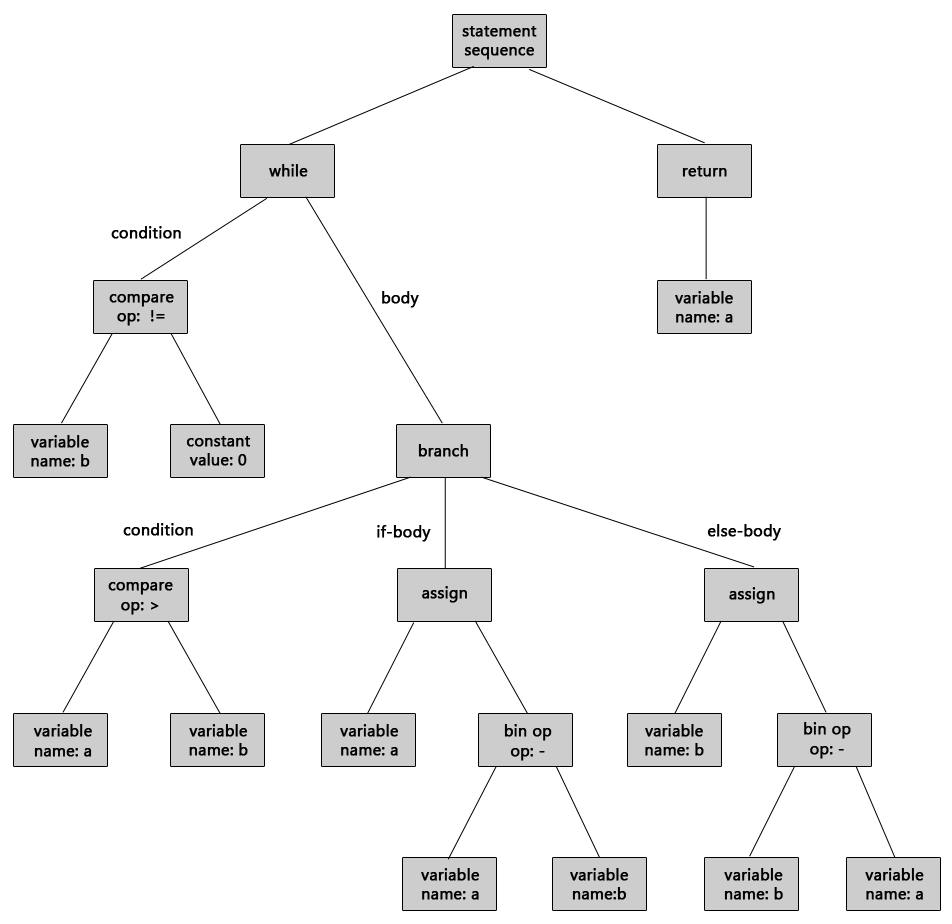 statement
sequence
while
return
condition
body
compare
op: !=
variable
name: a
variable
name: b
constant
value: 0
branch
condition
if-body
else-body
compare
op: >
assign
assign
variable
name: a
variable
name: b
variable
name: a
bin op
op: -
variable
name: b
bin op
op: -
variable
name: a
variable
name:b
variable
name: b
variable
name: a